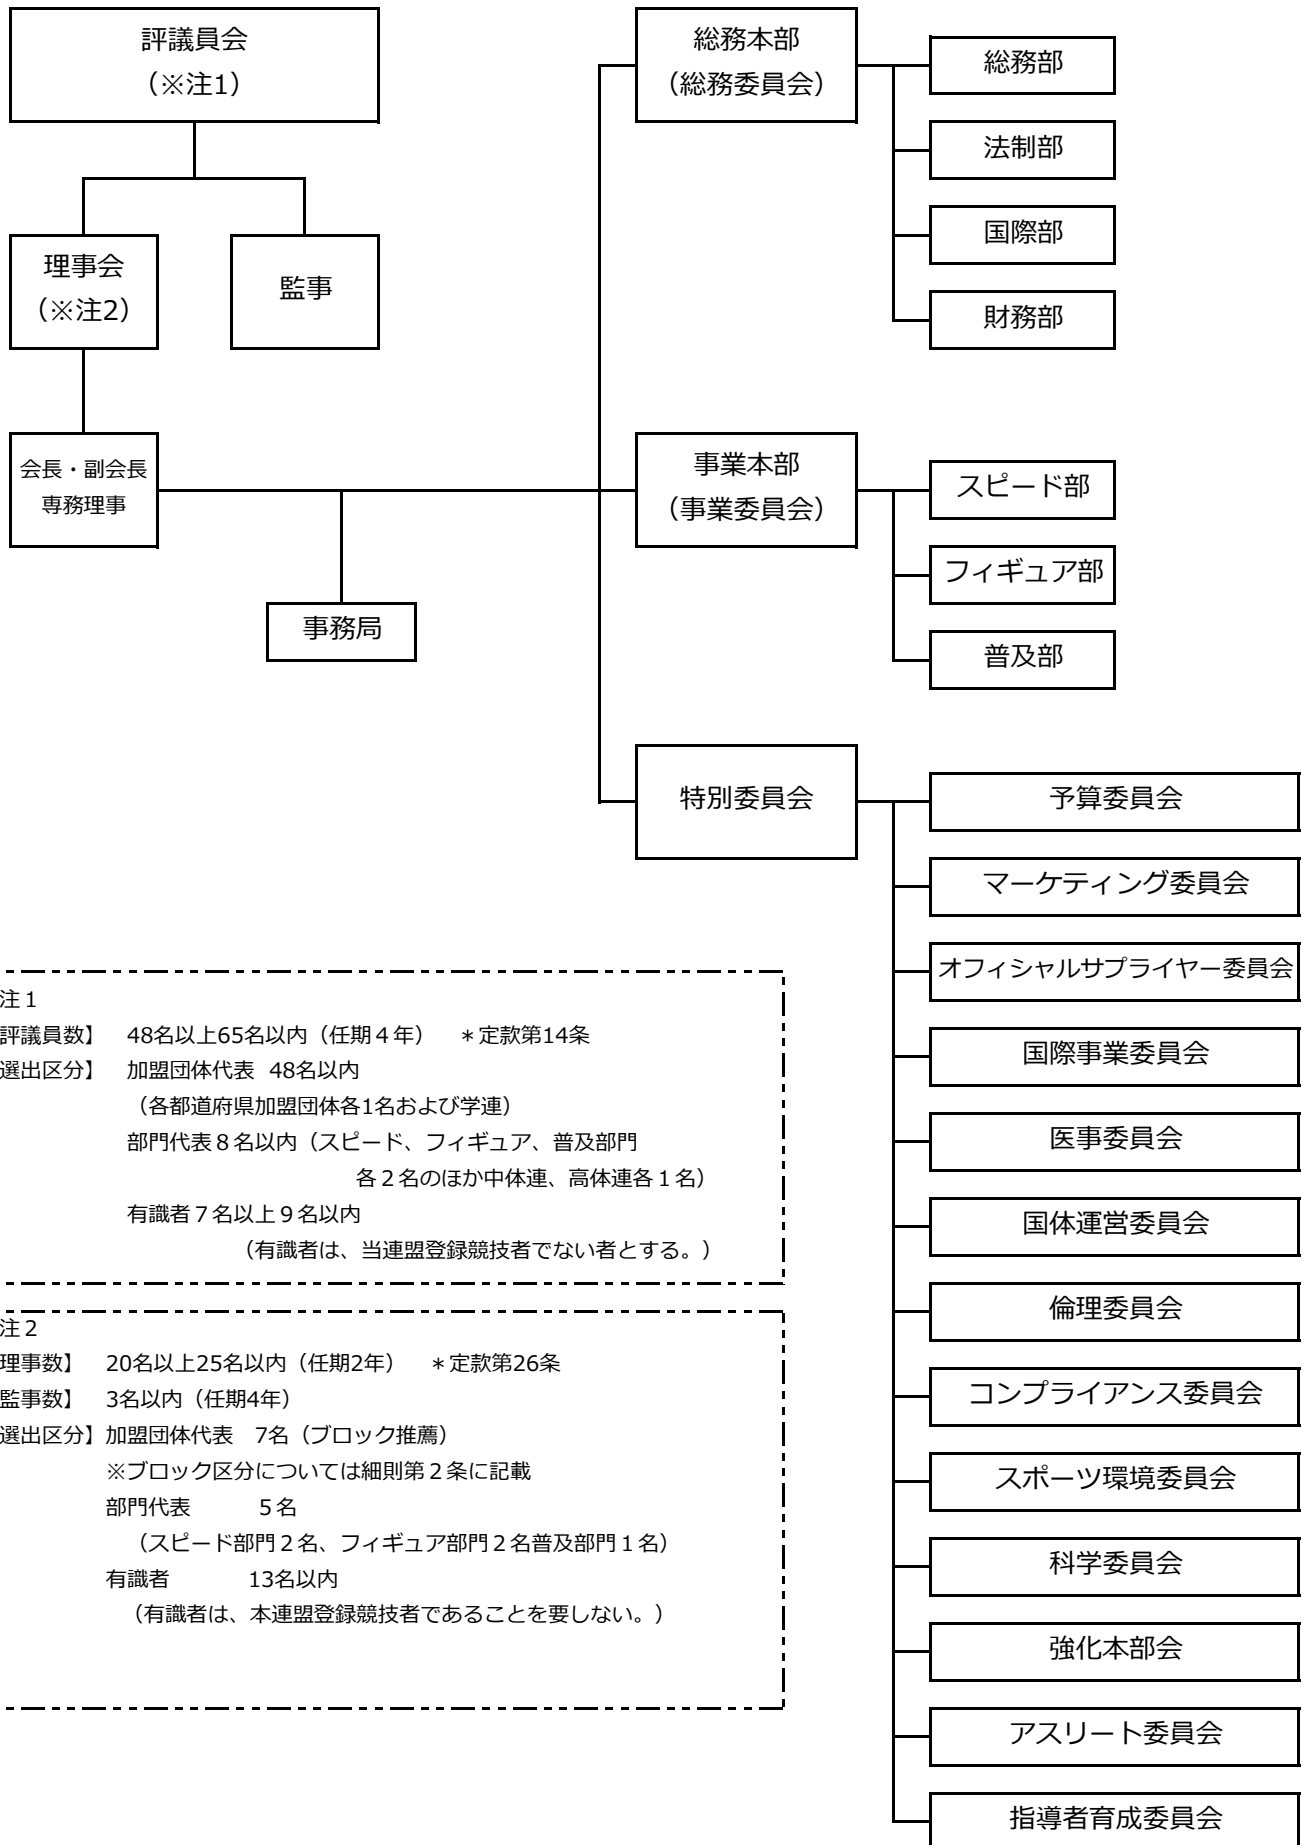 評議員会
（※注1）
理事会
（※注2）
監事
会長・副会長
専務理事
事務局
総務本部
（総務委員会）
総務部
法制部
国際部
財務部
事業本部
（事業委員会）
スピード部
フィギュア部
普及部
特別委員会
予算委員会
マーケティング委員会
オフィシャルサプライヤー委員会
国際事業委員会
医事委員会
国体運営委員会
倫理委員会
コンプライアンス委員会
スポーツ環境委員会
科学委員会
強化本部会
アスリート委員会
指導者育成委員会
注１
評議員数】　48名以上65名以内（任期４年）　＊定款第14条
選出区分】　加盟団体代表 48名以内
（各都道府県加盟団体各1名および学連）
部門代表８名以内（スピード、フィギュア、普及部門
各２名のほか中体連、高体連各１名）
有識者７名以上９名以内
（有識者は、当連盟登録競技者でない者とする。）
注２
理事数】　20名以上25名以内（任期2年）　＊定款第26条
監事数】　3名以内（任期4年）
選出区分】加盟団体代表　7名（ブロック推薦）
※ブロック区分については細則第２条に記載
部門代表　　　５名
（スピード部門２名、フィギュア部門２名普及部門１名）
有識者　　　13名以内
（有識者は、本連盟登録競技者であることを要しない。）